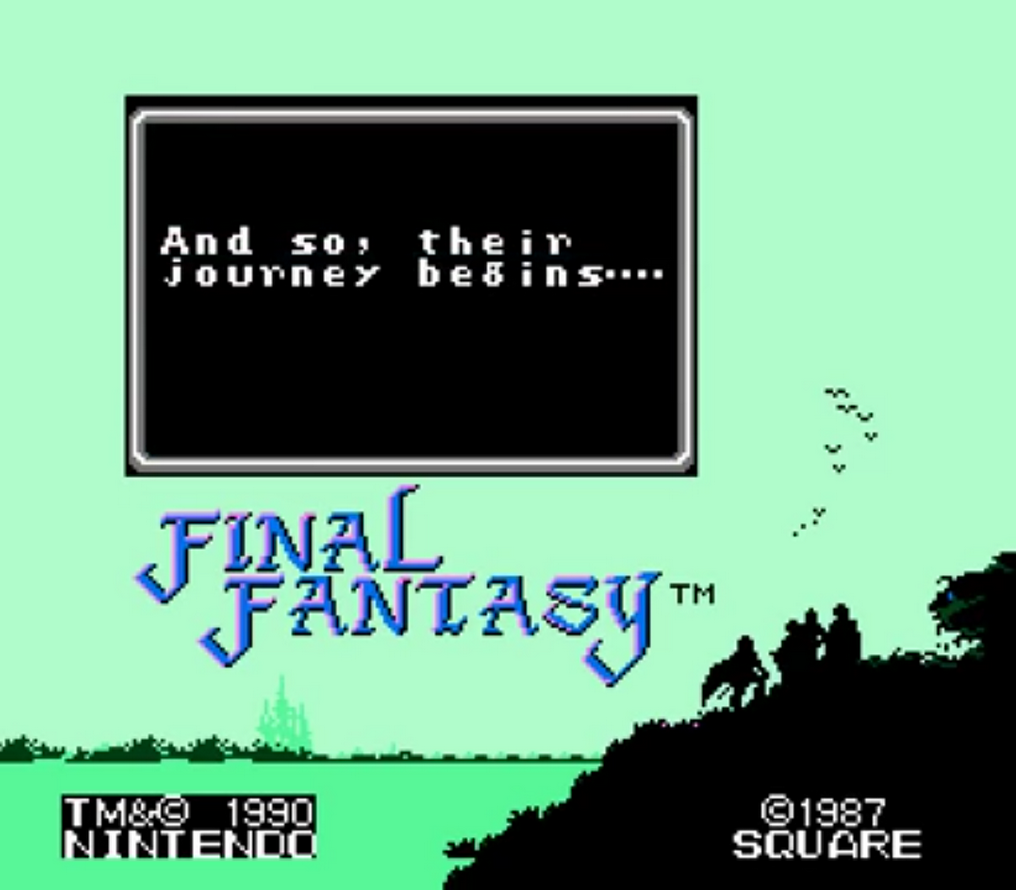 And so, their
journey begins····
FINAL
FANTASY™
TM&© 1990
NINTENDO
©1987
SQUARE